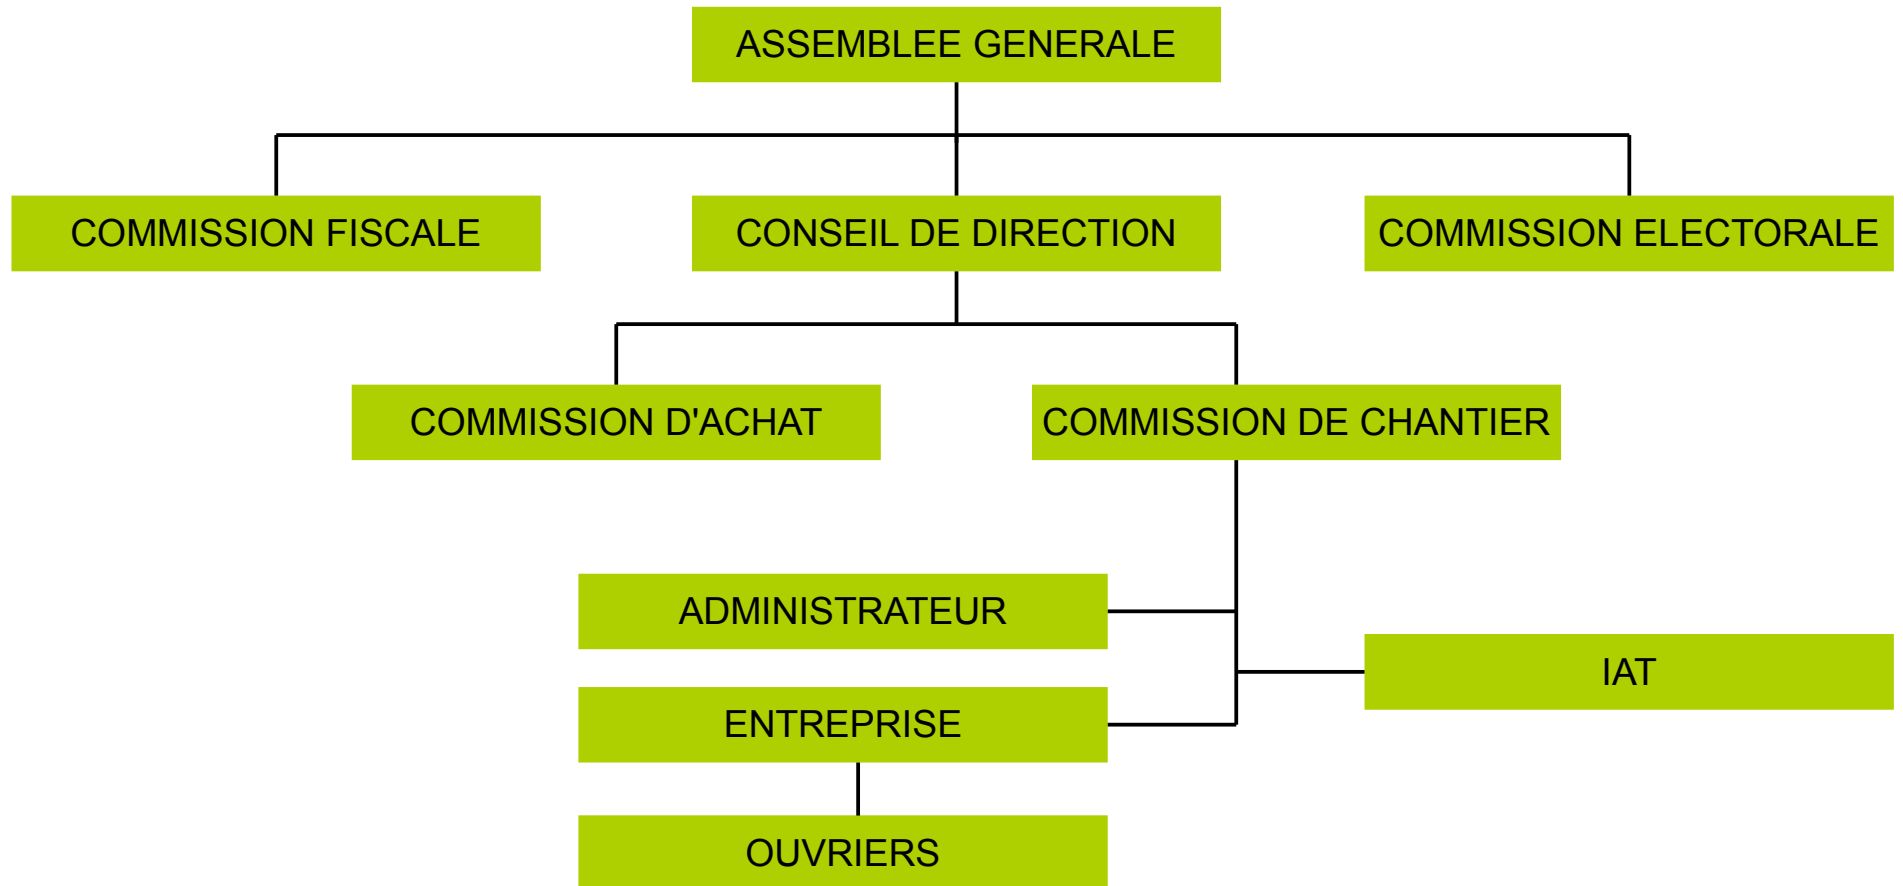 ASSEMBLEE GENERALE
COMMISSION FISCALE
CONSEIL DE DIRECTION
COMMISSION ELECTORALE
COMMISSION D'ACHAT
COMMISSION DE CHANTIER
ADMINISTRATEUR
IAT
ENTREPRISE
OUVRIERS